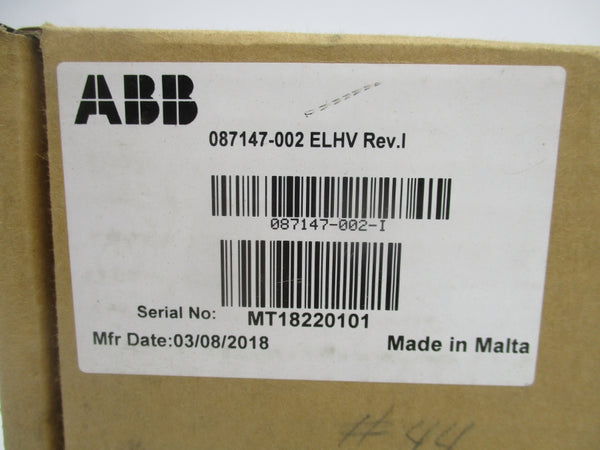 ABB
087147-002 ELHV Rev.I
087147-002-I
Serial No: MT18220101
Mfr Date:03/08/2018 Made in Malta
#44